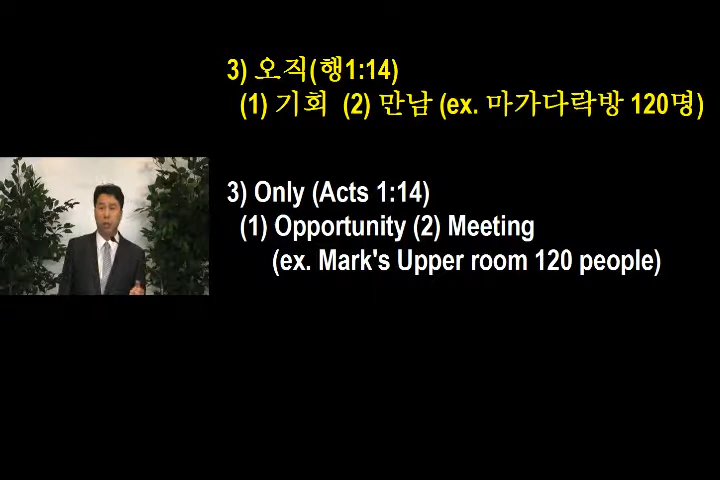 3) 오직(행1:14)
(1) 기회 (2) 만남 (ex. 마가다락방 120명)
3) Only (Acts 1:14)
(1) Opportunity (2) Meeting
(ex. Mark's Upper room 120 people)